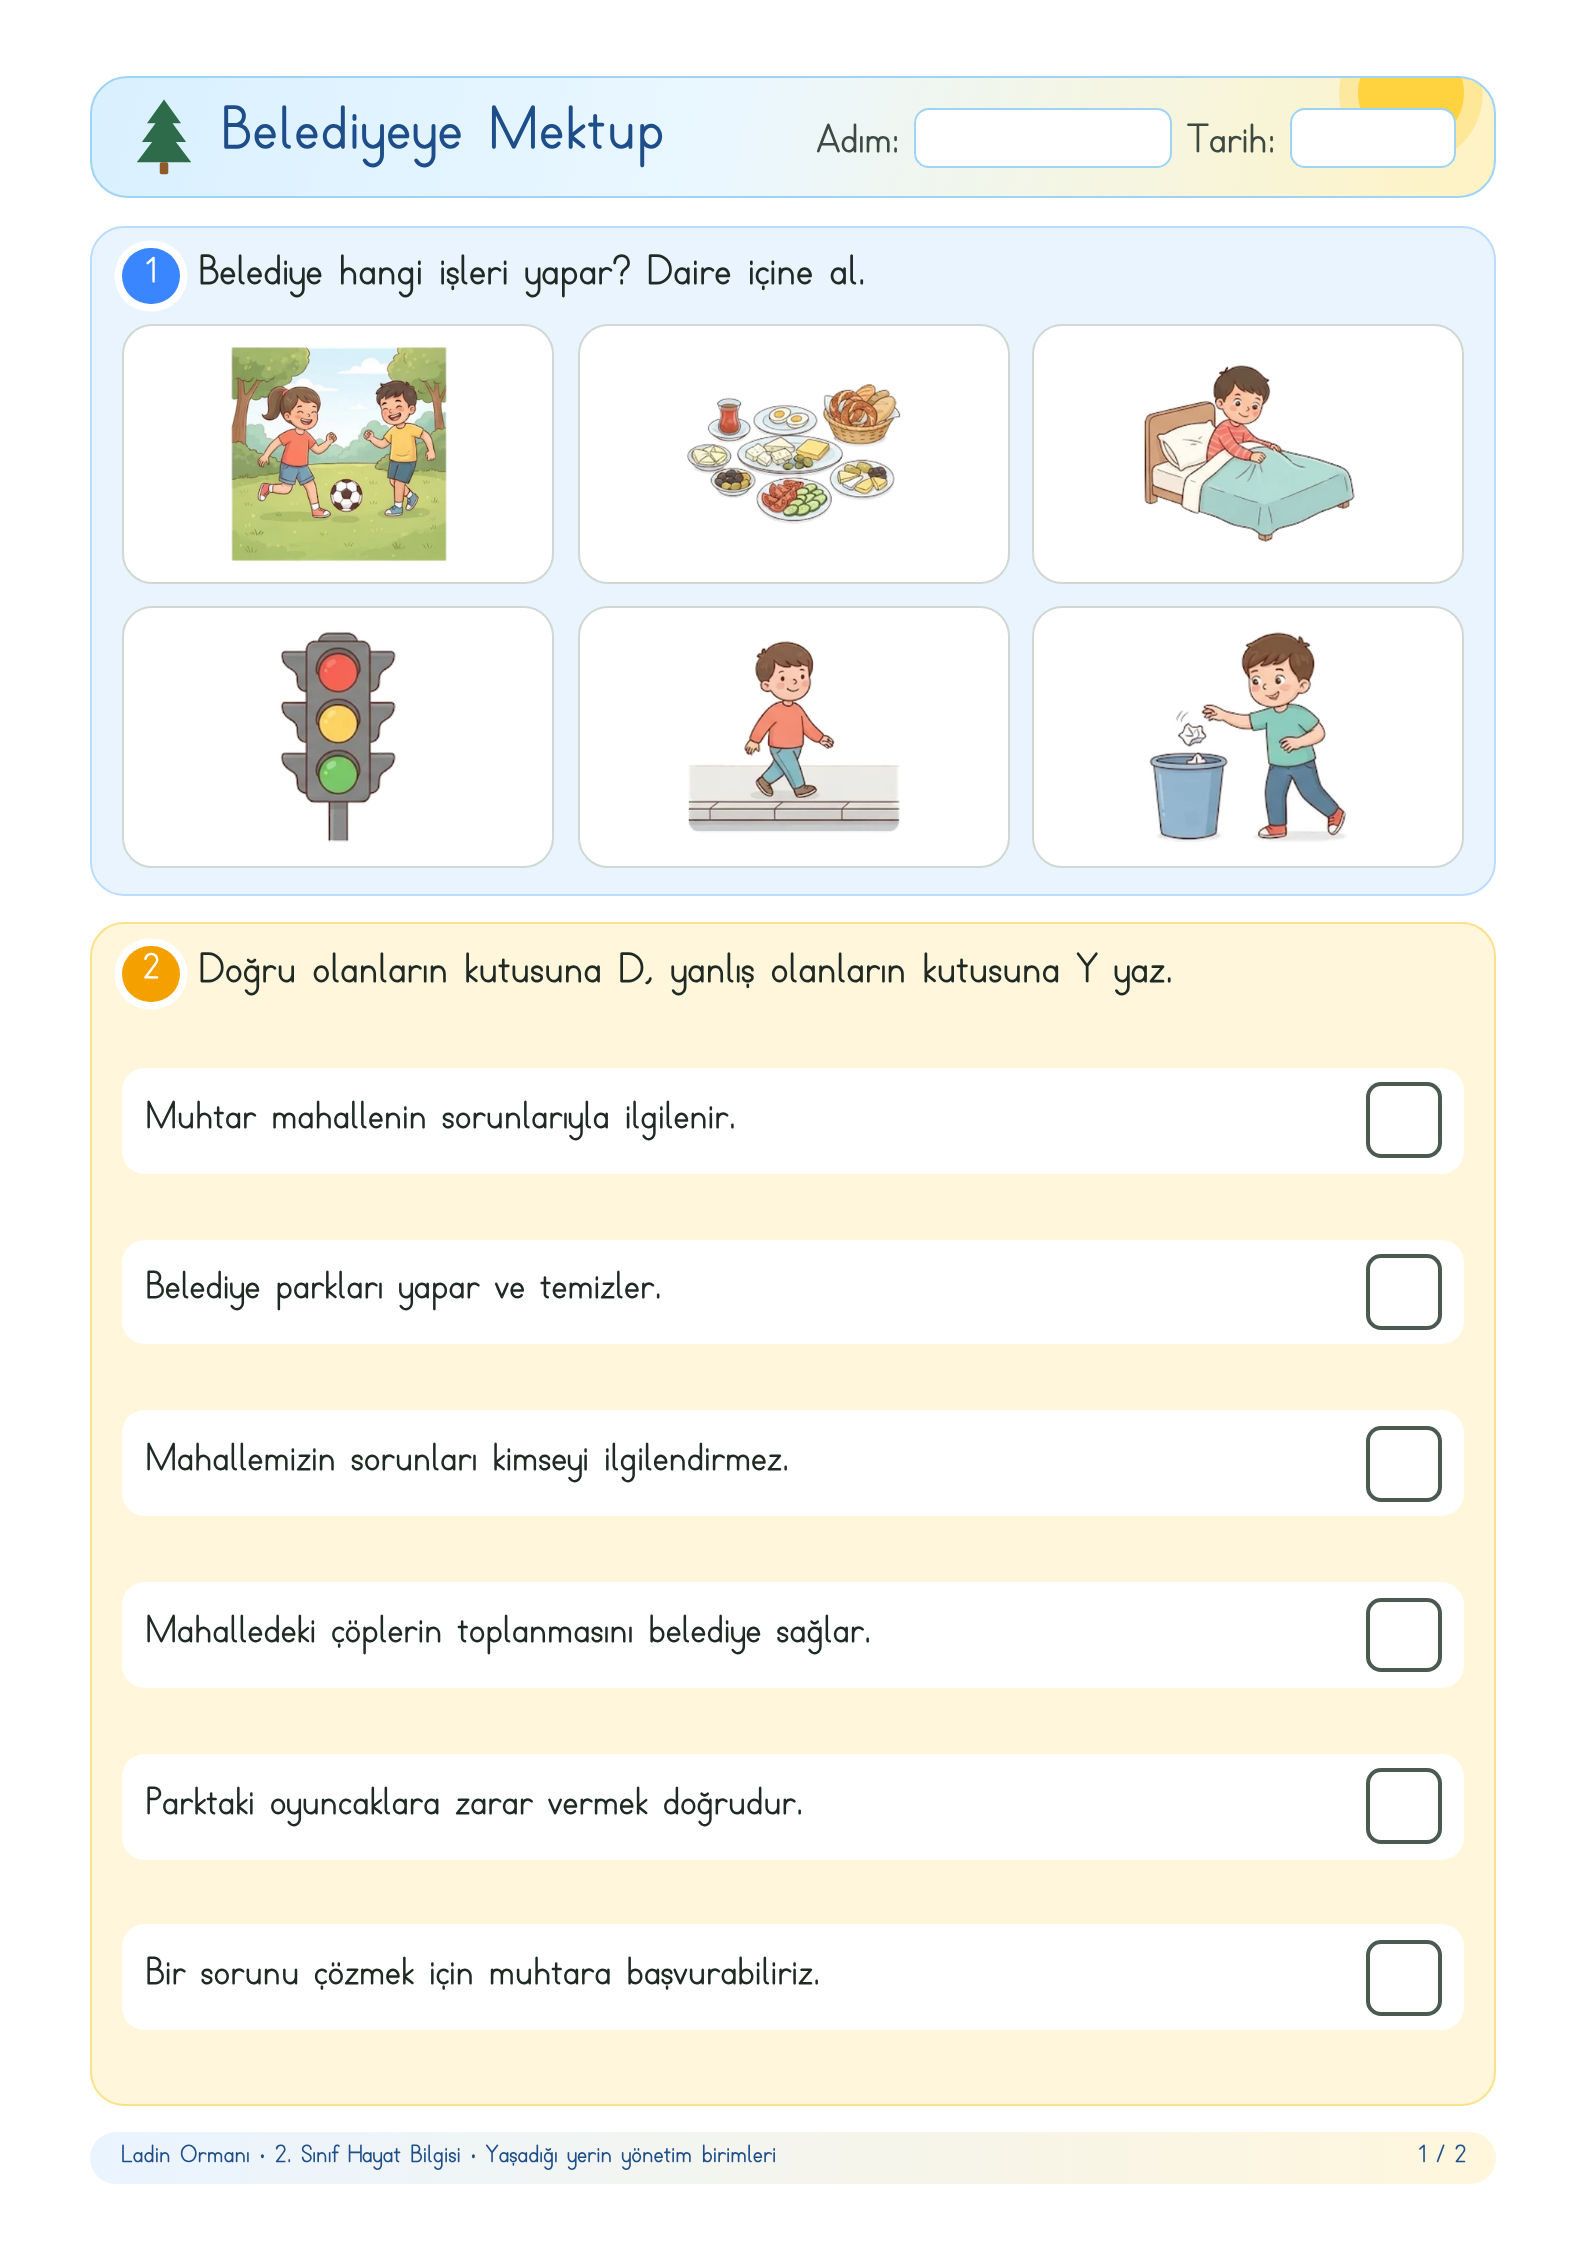 Belediyeye Mektup
Adım:
Tarih:
1 Belediye hangi işleri yapar? Daire içine al.
2 Doğru olanların kutusuna D, yanlış olanların kutusuna Y yaz.
Muhtar mahallenin sorunlarıyla ilgilenir.
Belediye parkları yapar ve temizler.
Mahallemizin sorunları kimseyi ilgilendirmez.
Mahalledeki çöplerin toplanmasını belediye sağlar.
Parktaki oyuncaklara zarar vermek doğrudur.
Bir sorunu çözmek için muhtara başvurabiliriz.
Ladin Ormanı • 2. Sınıf Hayat Bilgisi • Yaşadığı yerin yönetim birimleri
1 / 2